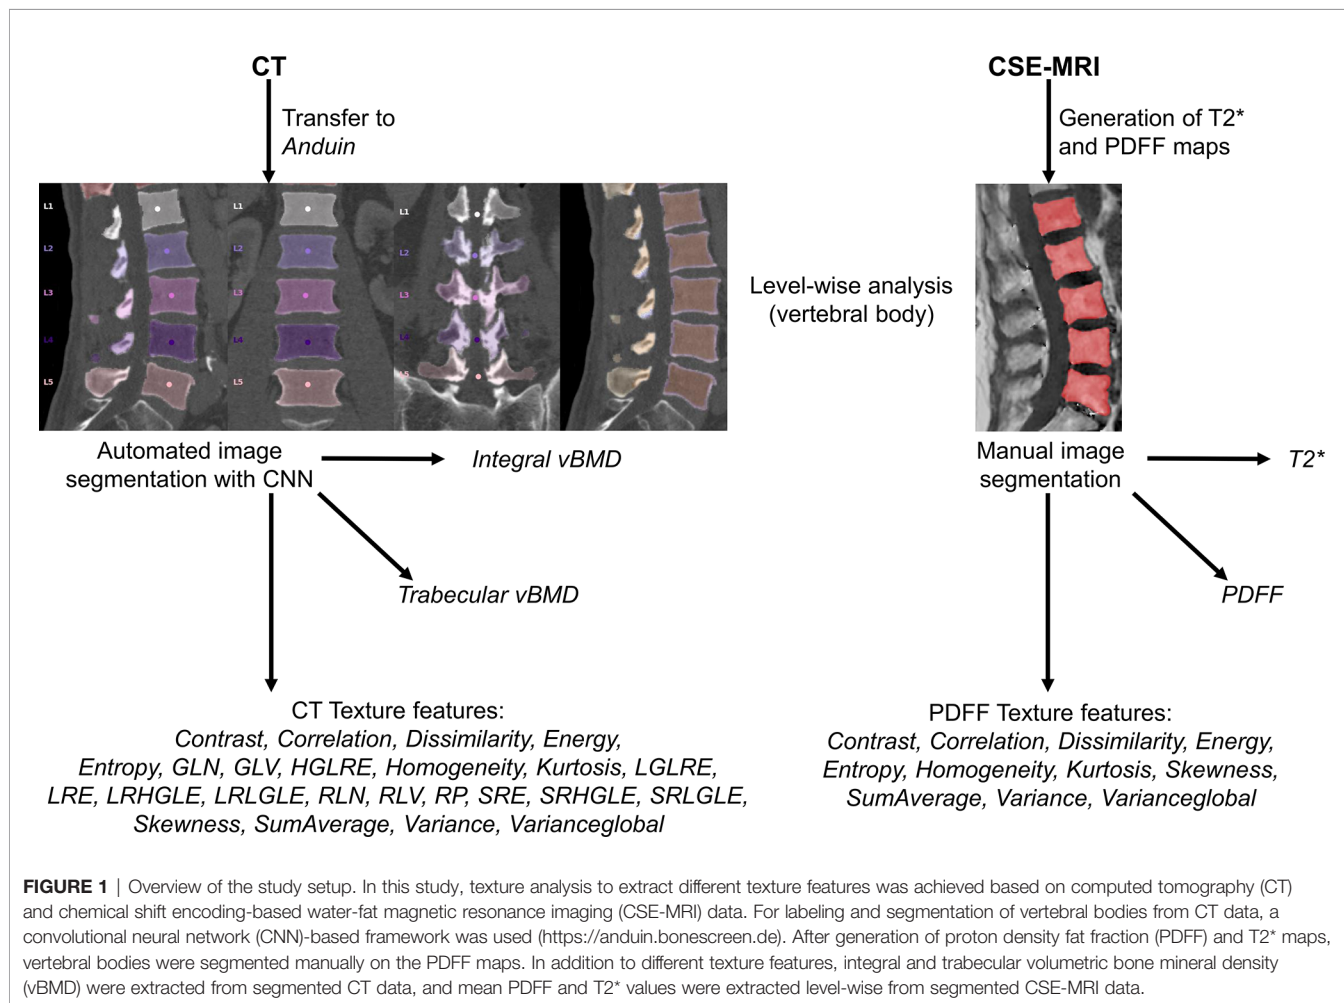 CT
CSE-MRI
Transfer to
Anduin
Generation of T2*
and PDFF maps
L1
L2
L3
L4
L5
L1
L2
L3
L4
L5
L1
L2
L3
L4
L5
Level-wise analysis
(vertebral body)
Automated image
segmentation with CNN
Integral vBMD
Trabecular vBMD
Manual image
segmentation
T2*
PDFF
CT Texture features:
Contrast, Correlation, Dissimilarity, Energy,
Entropy, GLN, GLV, HGLRE, Homogeneity, Kurtosis, LGLRE,
LRE, LRHGLE, LRLGLE, RLN, RLV, RP, SRE, SRHGLE, SRLGLE,
Skewness, SumAverage, Variance, Varianceglobal
PDFF Texture features:
Contrast, Correlation, Dissimilarity, Energy,
Entropy, Homogeneity, Kurtosis, Skewness,
SumAverage, Variance, Varianceglobal
FIGURE 1 | Overview of the study setup. In this study, texture analysis to extract different texture features was achieved based on computed tomography (CT)
and chemical shift encoding-based water-fat magnetic resonance imaging (CSE-MRI) data. For labeling and segmentation of vertebral bodies from CT data, a
convolutional neural network (CNN)-based framework was used (https://anduin.bonescreen.de). After generation of proton density fat fraction (PDFF) and T2* maps,
vertebral bodies were segmented manually on the PDFF maps. In addition to different texture features, integral and trabecular volumetric bone mineral density
(vBMD) were extracted from segmented CT data, and mean PDFF and T2* values were extracted level-wise from segmented CSE-MRI data.